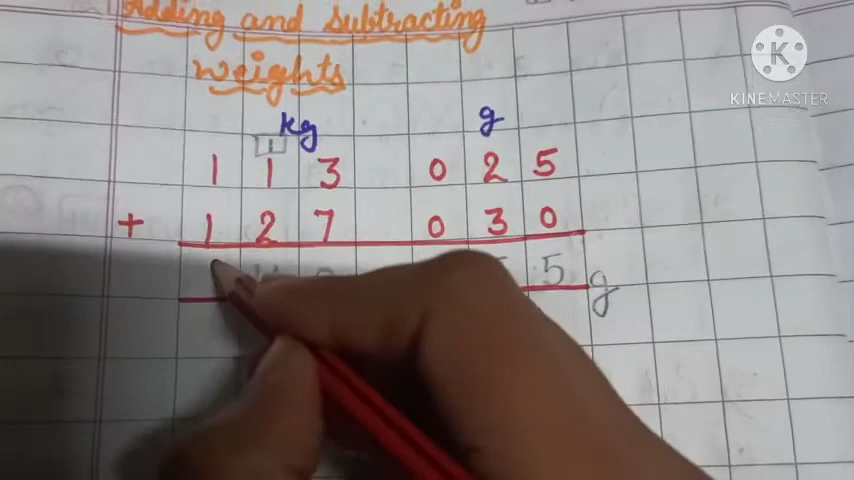 Adding and Subtracting
weights
K
KINEMASTER
kg g
1
1 1 3 0 2 5
+ 1 2 7 0 3 0
5 g